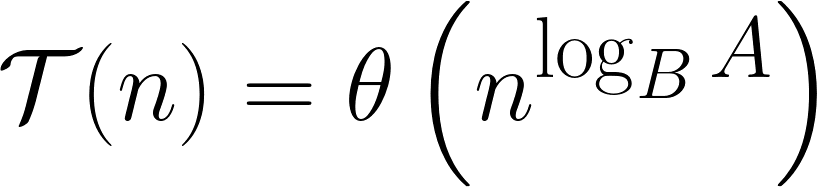 𝒯(n) = θ(n^{log_B A})